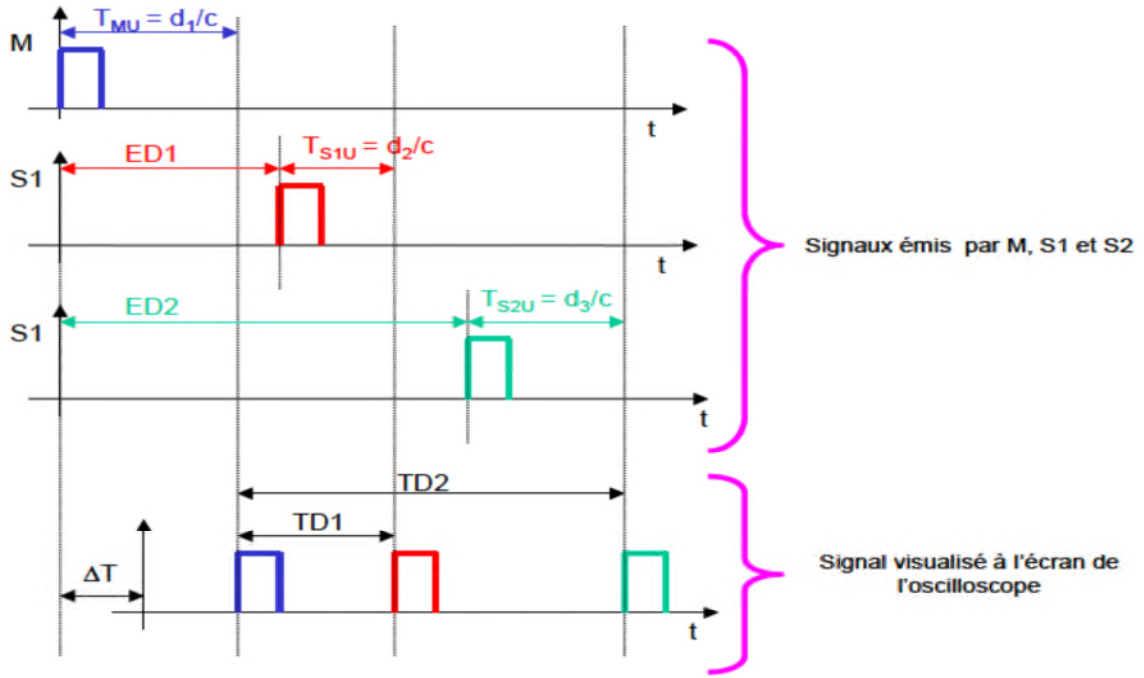 M
T_MU = d_1/c
t
S1
ED1
T_S1U = d_2/c
t
S1
ED2
T_S2U = d_3/c
t
Signaux émis par M, S1 et S2
TD2
TD1
ΔT
t
Signal visualisé à l'écran de
l'oscilloscope